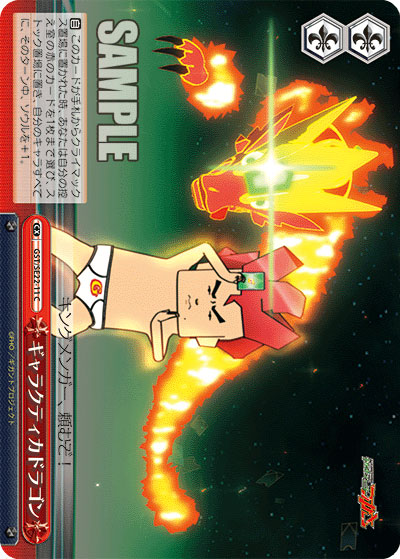 SAMPLE
【自】 このカードが手札からクライマック
ス置場に置かれた時、あなたは自分の控
え室の赤のカードを1枚まで選び、ス
トック置場に置き、自分のキャラすべて
に、そのターン中、ソウルを+1。
キングメンガー、頼むぞ！
CX
GST/SE22-11 C
ギャラクティカドラゴン
G